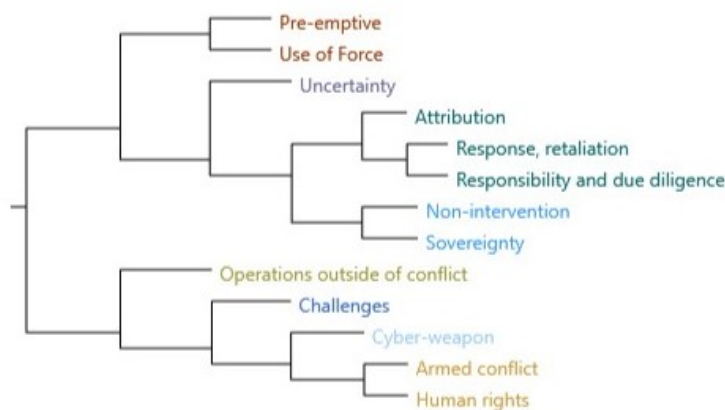 Pre-emptive
Use of Force
Uncertainty
Attribution
Response, retaliation
Responsibility and due diligence
Non-intervention
Sovereignty
Operations outside of conflict
Challenges
Cyber-weapon
Armed conflict
Human rights